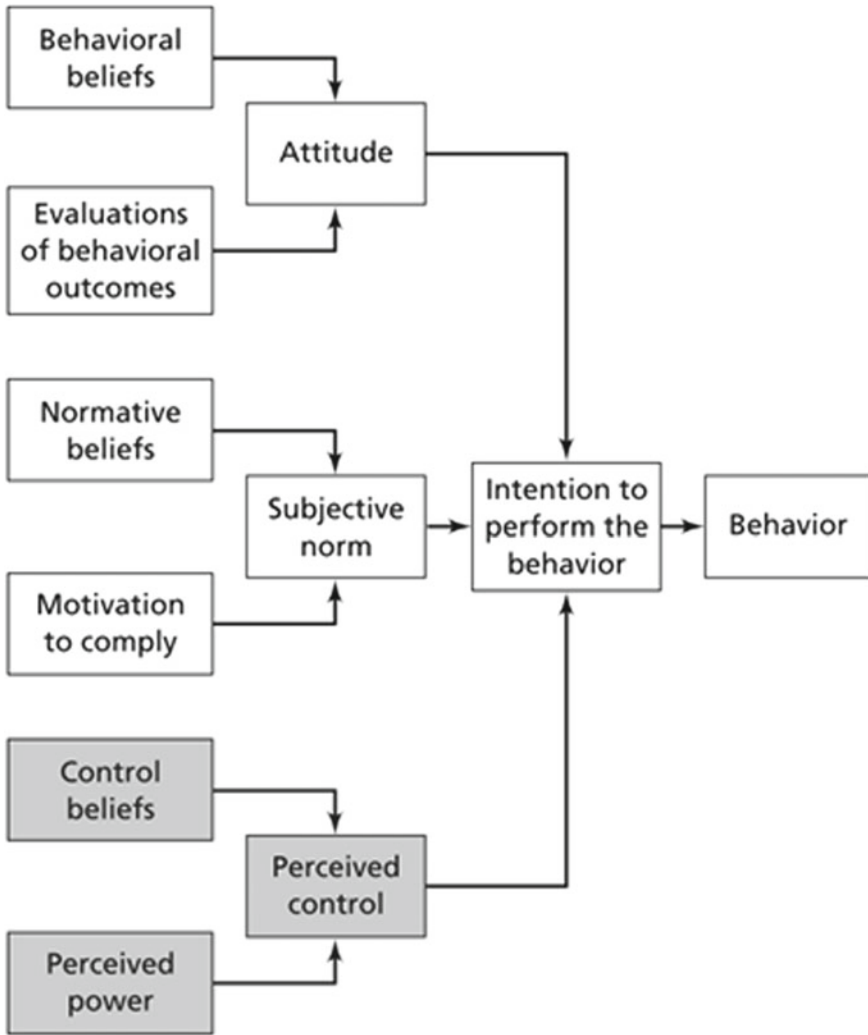 Behavioral
beliefs
Attitude
Evaluations
of behavioral
outcomes
Normative
beliefs
Subjective
norm
Motivation
to comply
Control
beliefs
Perceived
control
Perceived
power
Intention to
perform the
behavior
Behavior